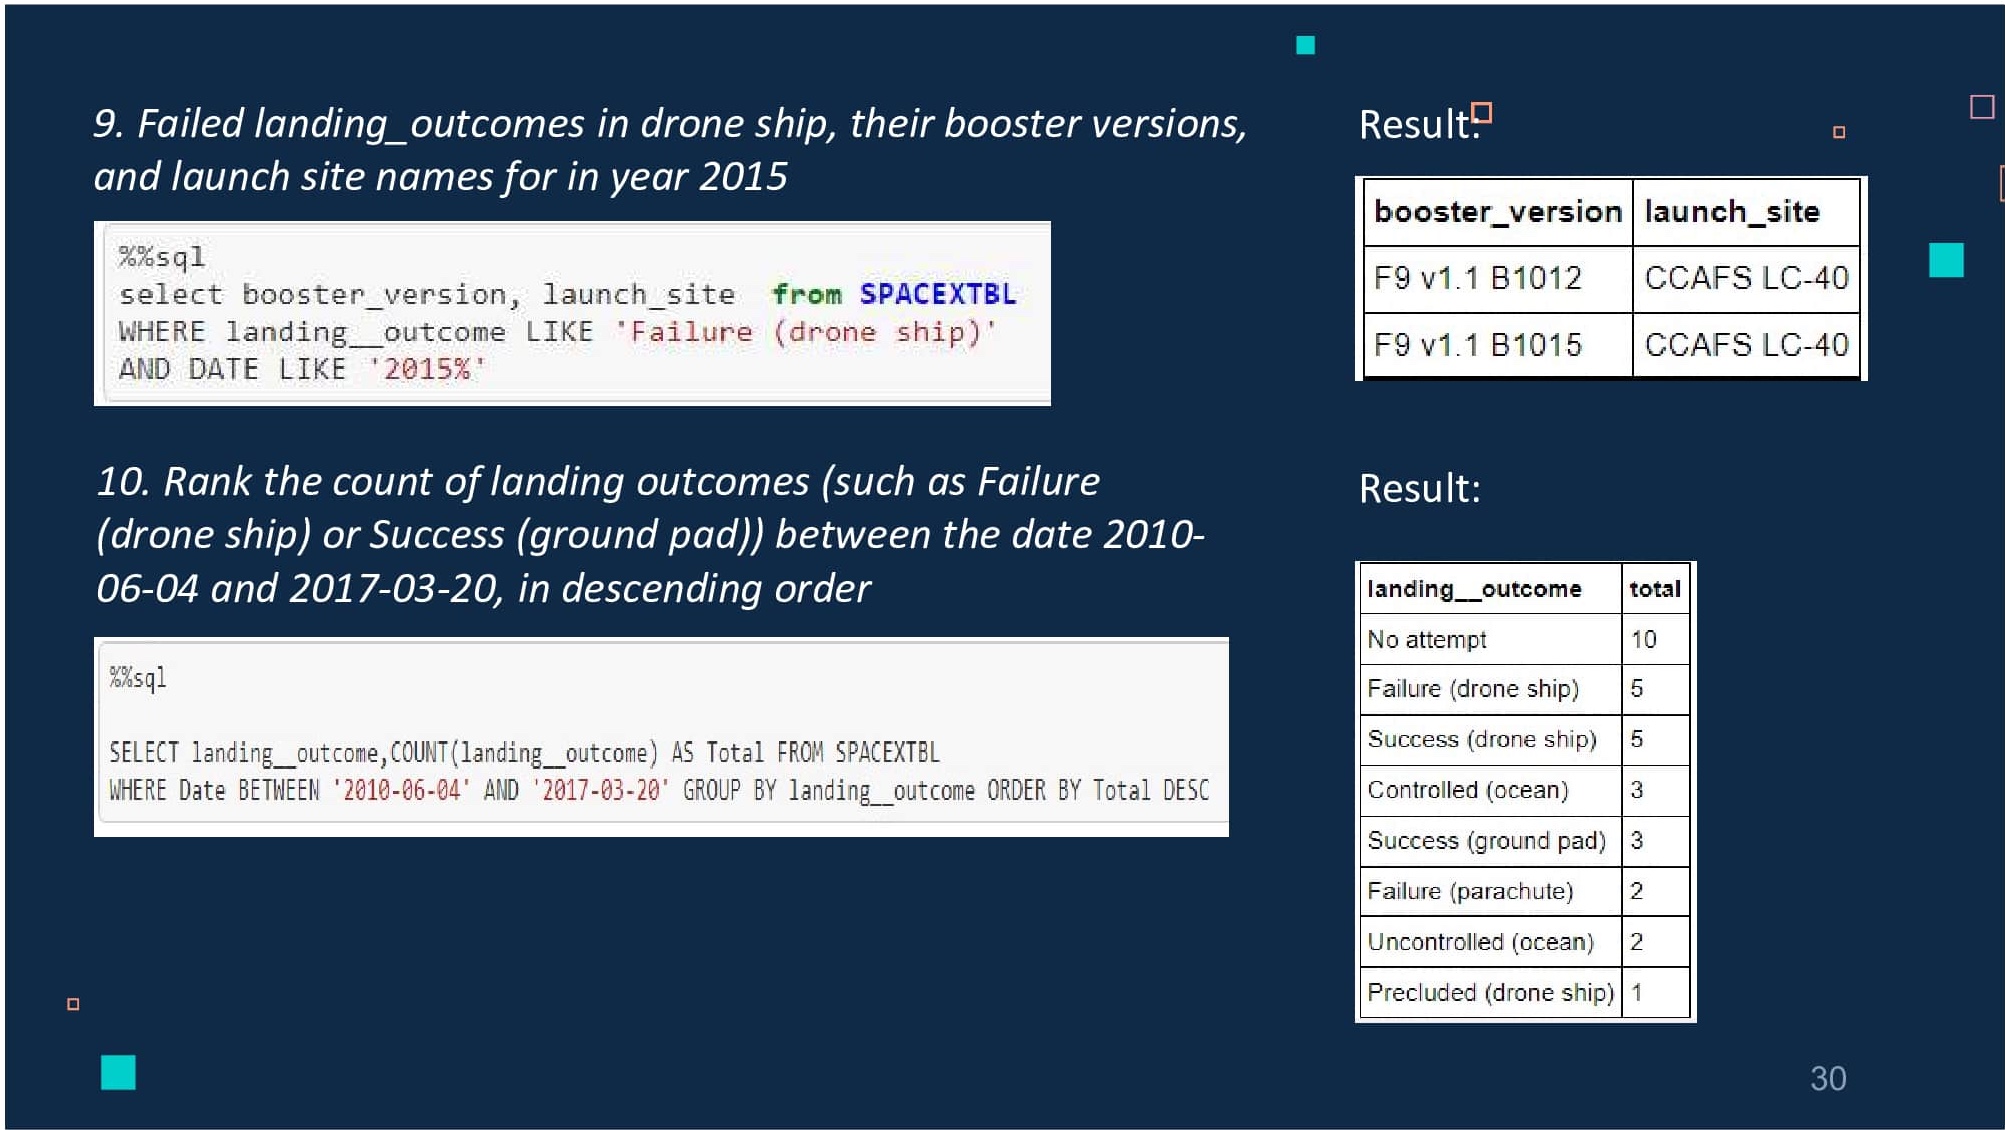 9. Failed landing_outcomes in drone ship, their booster versions,
and launch site names for in year 2015
%%sql
select booster_version, launch_site  from SPACEXTBL
WHERE landing__outcome LIKE 'Failure (drone ship)'
AND DATE LIKE '2015%'
Result:
booster_version launch_site
F9 v1.1 B1012 CCAFS LC-40
F9 v1.1 B1015 CCAFS LC-40
10. Rank the count of landing outcomes (such as Failure
(drone ship) or Success (ground pad)) between the date 2010-
06-04 and 2017-03-20, in descending order
%%sql
SELECT landing__outcome,COUNT(landing__outcome) AS Total FROM SPACEXTBL
WHERE Date BETWEEN '2010-06-04' AND '2017-03-20' GROUP BY landing__outcome ORDER BY Total DESC
Result:
landing__outcome total
No attempt 10
Failure (drone ship) 5
Success (drone ship) 5
Controlled (ocean) 3
Success (ground pad) 3
Failure (parachute) 2
Uncontrolled (ocean) 2
Precluded (drone ship) 1
30